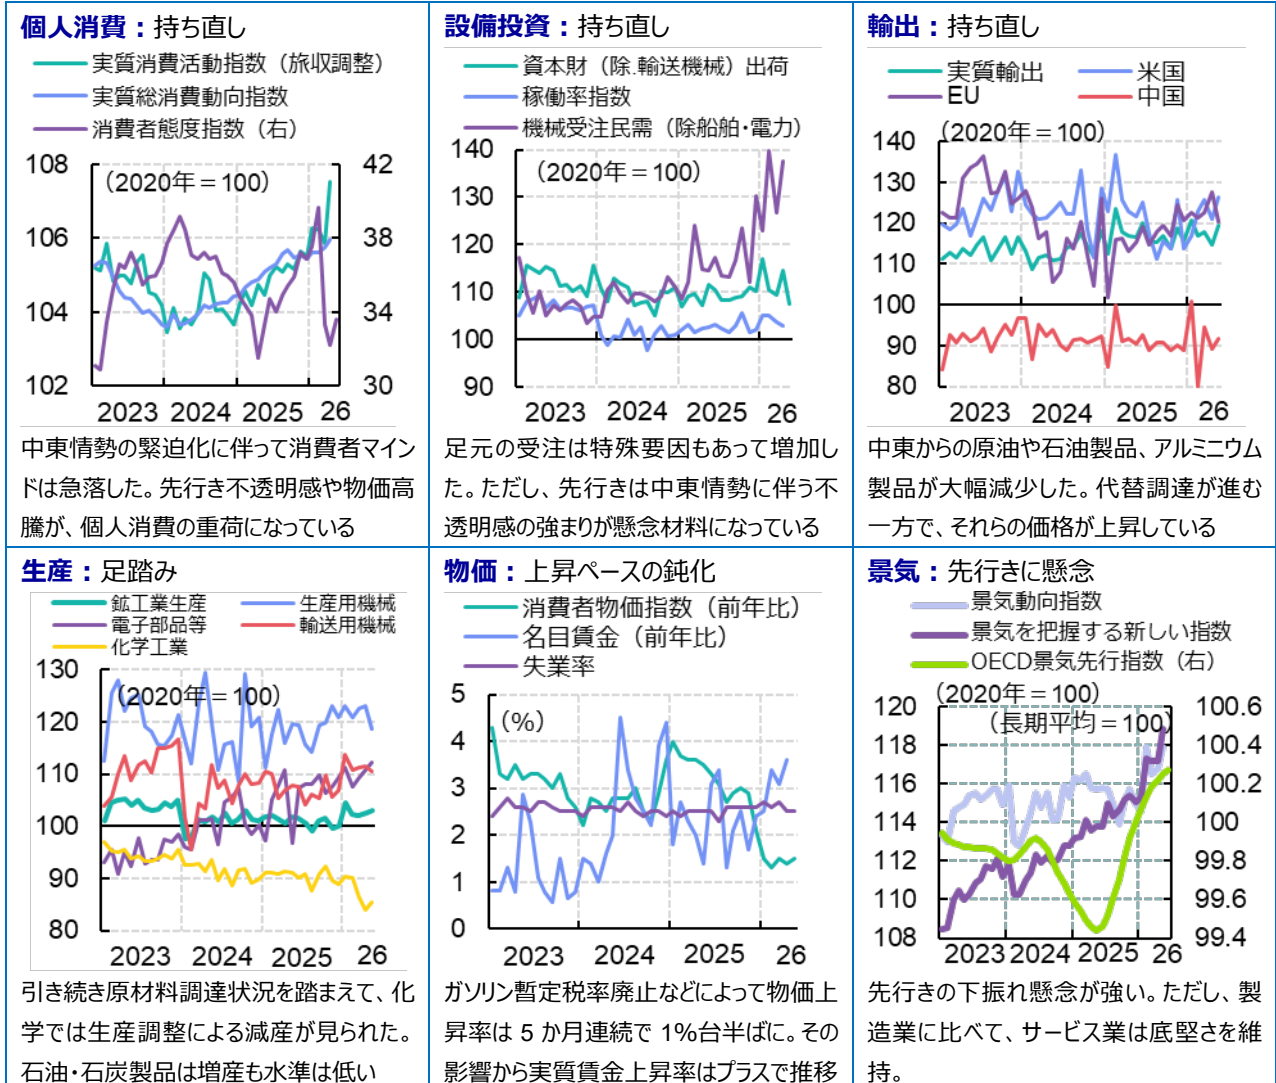 個人消費：持ち直し
実質消費活動指数（旅収調整）
実質総消費動向指数
消費者態度指数（右）
（2020年＝100）
108
106
104
102
42
38
34
30
2023 2024 2025 26
中東情勢の緊迫化に伴って消費者マイン
ドは急落した。先行き不透明感や物価高
騰が、個人消費の重荷になっている
設備投資：持ち直し
資本財（除.輸送機械）出荷
稼働率指数
機械受注民需（除船舶・電力）
（2020年＝100）
140
130
120
110
100
90
2023 2024 2025 26
足元の受注は特殊要因もあって増加し
た。ただし、先行きは中東情勢に伴う不
透明感の強まりが懸念材料になっている
輸出：持ち直し
実質輸出 米国
EU 中国
（2020年＝100）
140
130
120
110
100
90
80
2023 2024 2025 26
中東からの原油や石油製品、アルミニウム
製品が大幅減少した。代替調達が進む
一方で、それらの価格が上昇している
生産：足踏み
鉱工業生産 生産用機械
電子部品等 輸送用機械
化学工業
（2020年＝100）
130
120
110
100
90
80
2023 2024 2025 26
引き続き原材料調達状況を踏まえて、化
学では生産調整による減産が見られた。
石油・石炭製品は増産も水準は低い
物価：上昇ペースの鈍化
消費者物価指数（前年比）
名目賃金（前年比）
失業率
（%）
5
4
3
2
1
0
2023 2024 2025 26
ガソリン暫定税率廃止などによって物価上
昇率は 5 か月連続で 1%台半ばに。その
影響から実質賃金上昇率はプラスで推移
景気：先行きに懸念
景気動向指数
景気を把握する新しい指数
OECD景気先行指数（右）
（2020年＝100）
（長期平均＝100）
120
118
116
114
112
110
108
100.6
100.4
100.2
100
99.8
99.6
99.4
2023 2024 2025 26
先行きの下振れ懸念が強い。ただし、製
造業に比べて、サービス業は底堅さを維
持。